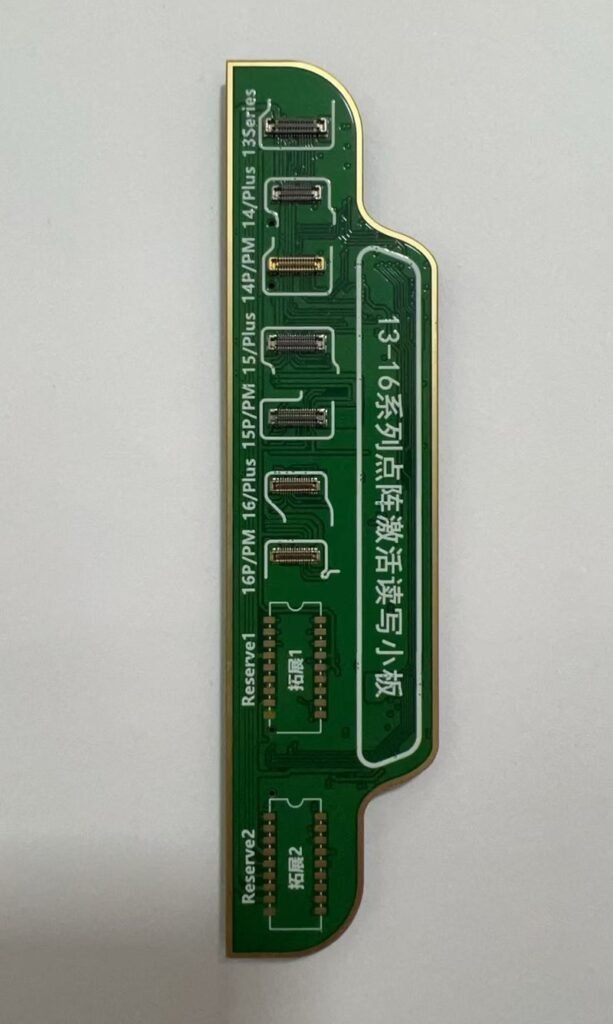 13Series
14/Plus
14P/PM
15/Plus
15P/PM
16/Plus
16P/PM
Reserve1
Reserve2
13-16系列点阵激活读写小板
拓展1
拓展2